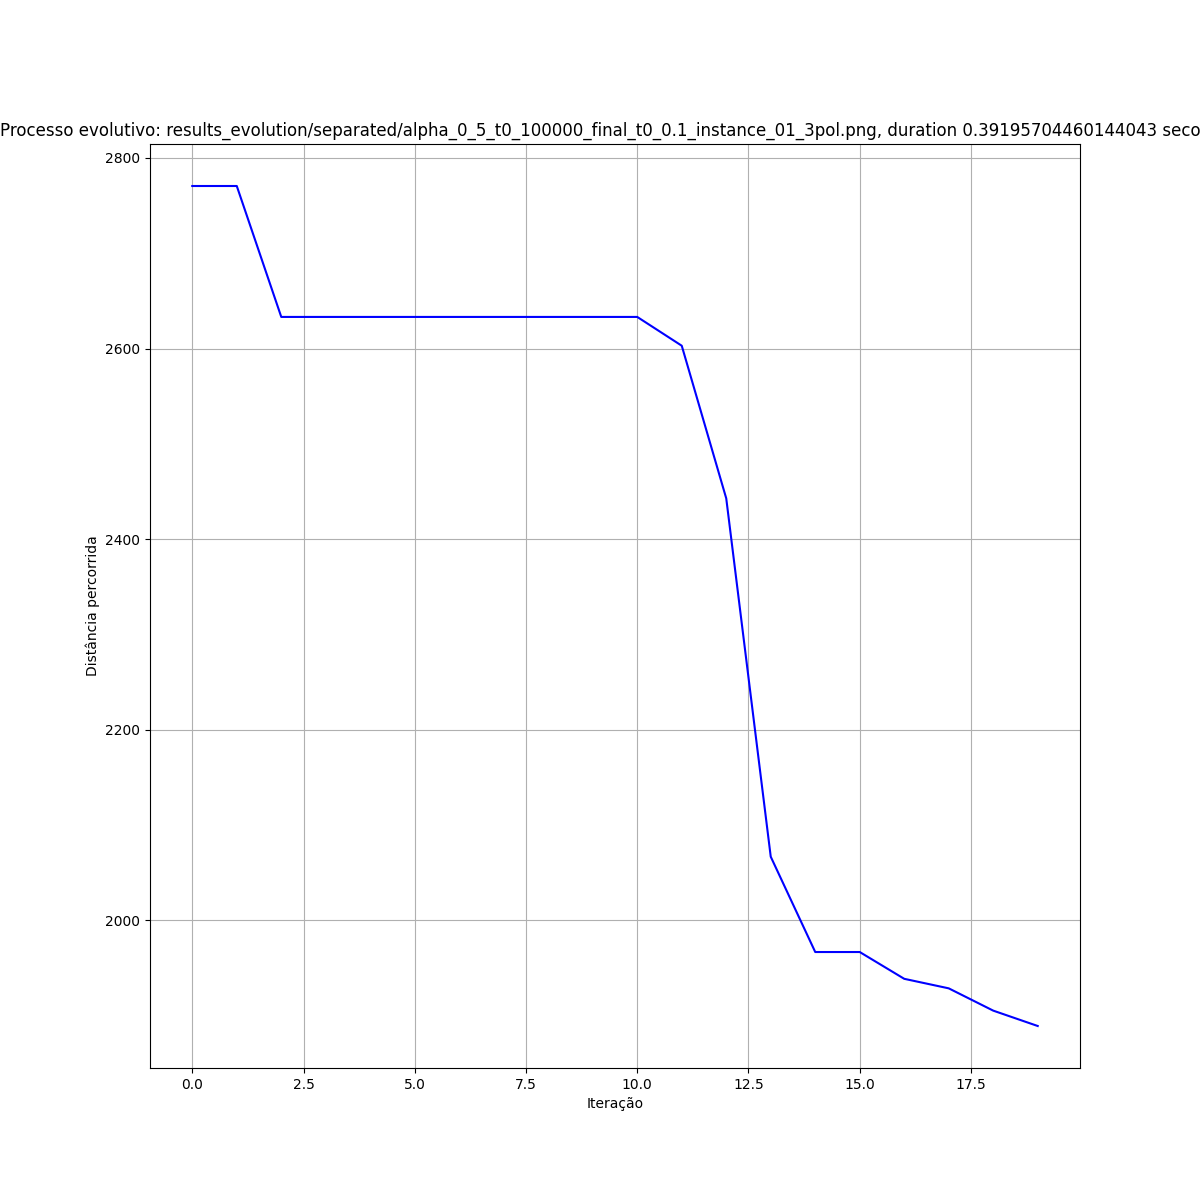 Processo evolutivo: results_evolution/separated/alpha_0_5_t0_100000_final_t0_0.1_instance_01_3pol.png, duration 0.39195704460144043 seco
2800
2600
2400
2200
2000
Distância percorrida
0.0 2.5 5.0 7.5 10.0 12.5 15.0 17.5
Iteração